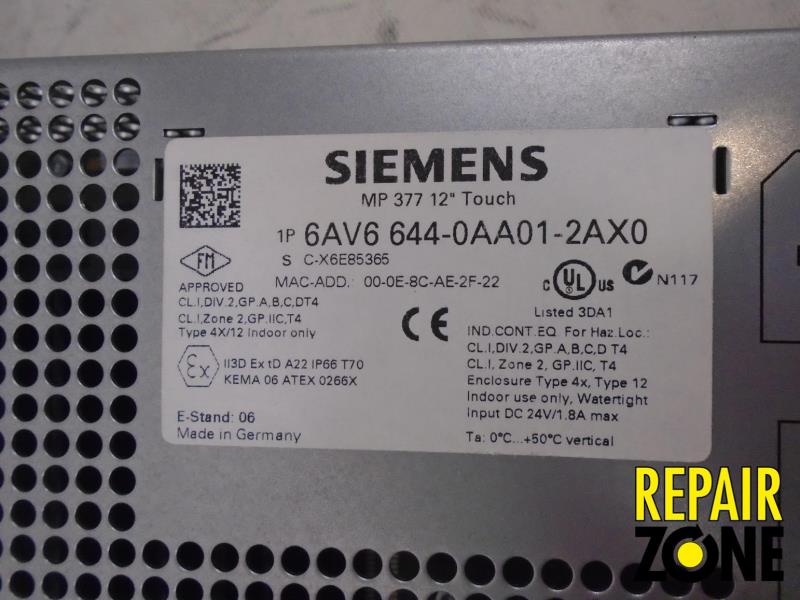 SIEMENS
MP 377 12" Touch
1P 6AV6 644-0AA01-2AX0
S C-X6E85365
MAC-ADD.: 00-0E-8C-AE-2F-22
FM
APPROVED
CL.I,DIV.2,GP.A,B,C,DT4
CL.I,Zone 2,GP.IIC,T4
Type 4X/12 Indoor only
Ex
II3D Ex tD A22 IP66 T70
KEMA 06 ATEX 0266X
E-Stand: 06
Made in Germany
CE
C UL US
N117
Listed 3DA1
IND.CONT.EQ. For Haz.Loc.:
CL.I,DIV.2,GP.A,B,C,D T4
CL.I, Zone 2, GP.IIC, T4
Enclosure Type 4x, Type 12
Indoor use only, Watertight
Input DC 24V/1.8A max
Ta: 0°C...+50°C vertical
REPAIR
ZONE